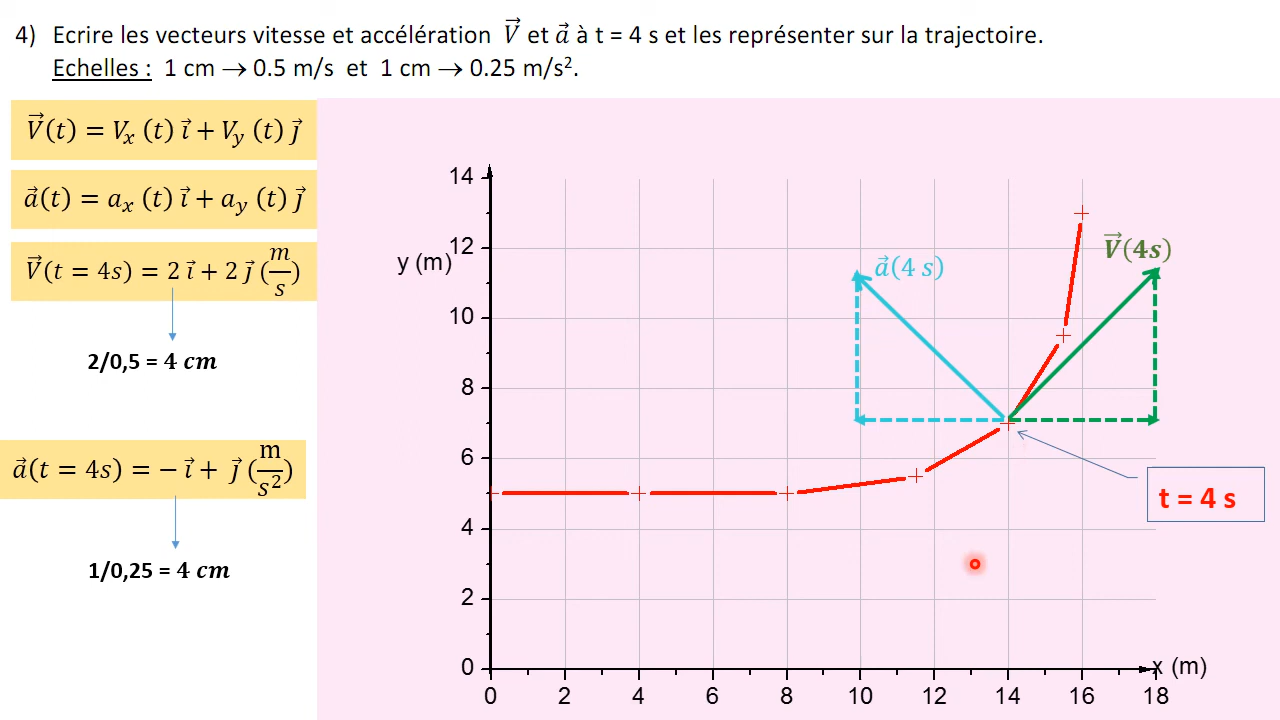 4) Ecrire les vecteurs vitesse et accélération V⃗ et a⃗ à t = 4 s et les représenter sur la trajectoire.
Echelles : 1 cm → 0.5 m/s et 1 cm → 0.25 m/s².
V⃗(t) = Vₓ (t) i⃗ + Vᵧ (t) j⃗
a⃗(t) = aₓ (t) i⃗ + aᵧ (t) j⃗
V⃗(t = 4s) = 2 i⃗ + 2 j⃗ (m/s)
2/0,5 = 4 cm
a⃗(t = 4s) = − i⃗ + j⃗ (m/s²)
1/0,25 = 4 cm
y (m)
14
12
10
8
6
4
2
0
a⃗(4 s)
V⃗(4s)
t = 4 s
0 2 4 6 8 10 12 14 16 18
x (m)